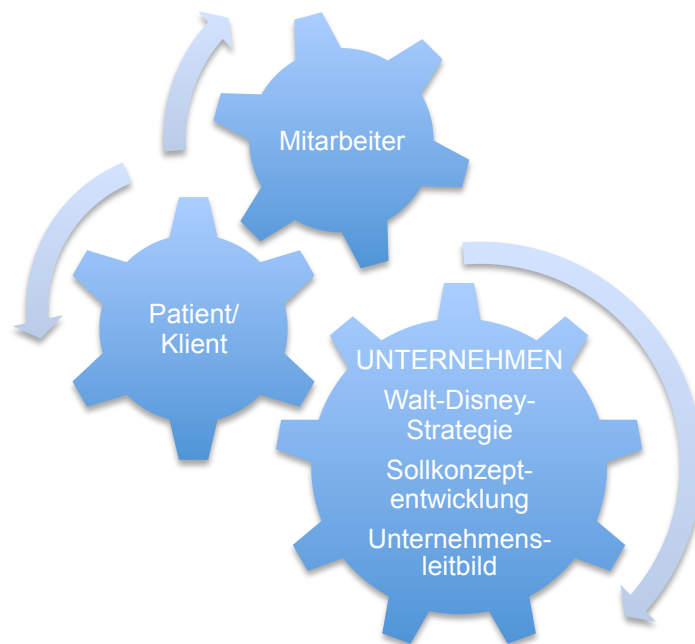 Mitarbeiter
Patient/
Klient
UNTERNEHMEN
Walt-Disney-
Strategie
Sollkonzept-
entwicklung
Unternehmens-
leitbild